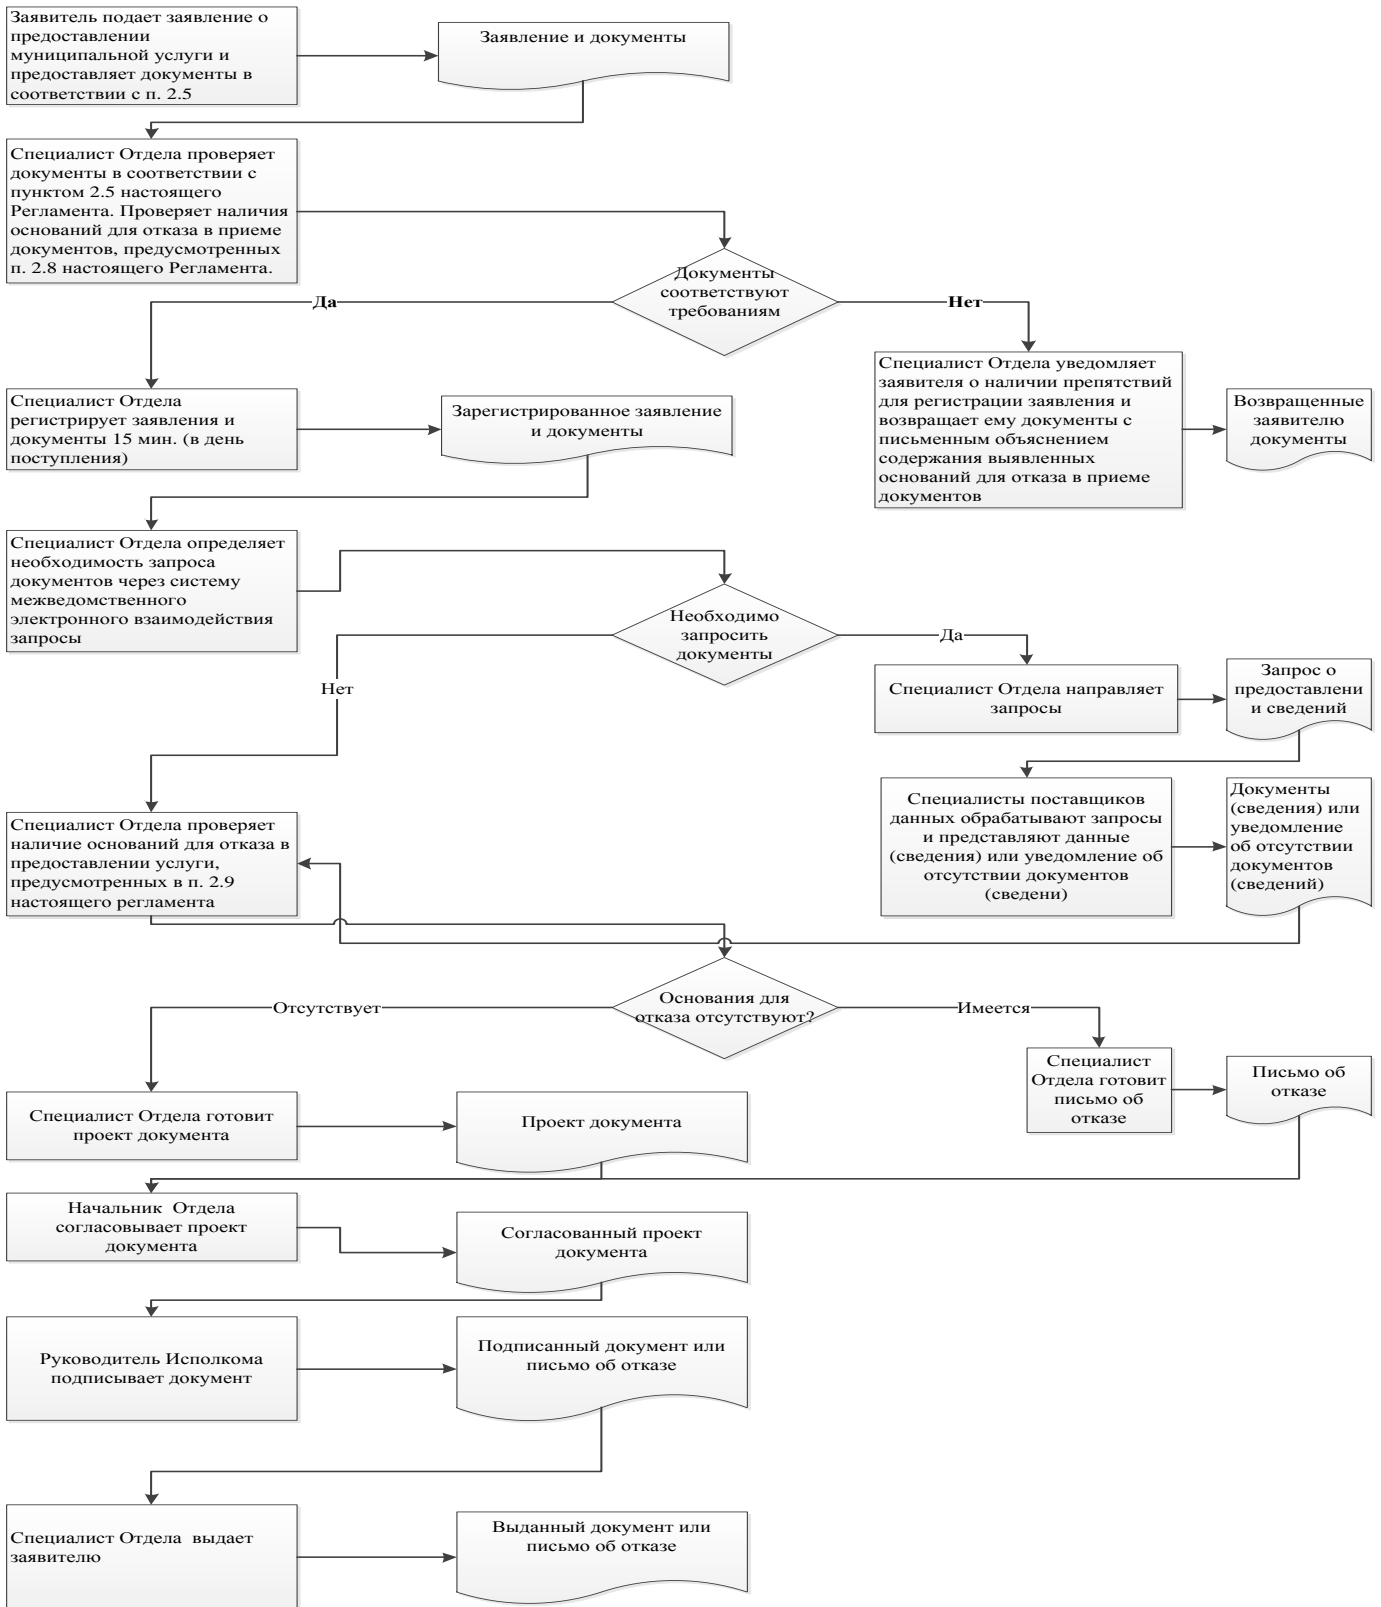 Заявитель подает заявление о
предоставлении
муниципальной услуги и
предоставляет документы в
соответствии с п. 2.5
Заявление и документы
Специалист Отдела проверяет
документы в соответствии с
пунктом 2.5 настоящего
Регламента. Проверяет наличия
оснований для отказа в приеме
документов, предусмотренных
п. 2.8 настоящего Регламента.
Документы
соответствуют
требованиям
Да
Нет
Специалист Отдела уведомляет
заявителя о наличии препятствий
для регистрации заявления и
возвращает ему документы с
письменным объяснением
содержания выявленных
оснований для отказа в приеме
документов
Возвращенные
заявителю
документы
Специалист Отдела
регистрирует заявления и
документы 15 мин. (в день
поступления)
Зарегистрированное заявление
и документы
Специалист Отдела определяет
необходимость запроса
документов через систему
межведомственного
электронного взаимодействия
запросы
Необходимо
запросить
документы
Да
Нет
Специалист Отдела направляет
запросы
Запрос о
предоставлени
и сведений
Специалисты поставщиков
данных обрабатывают запросы
и представляют данные
(сведения) или уведомление об
отсутствии документов
(сведени)
Документы
(сведения) или
уведомление
об отсутствии
документов
(сведений)
Специалист Отдела проверяет
наличие оснований для отказа в
предоставлении услуги,
предусмотренных в п. 2.9
настоящего регламента
Основания для
отказа отсутствуют?
Отсутствует
Имеется
Специалист
Отдела готовит
письмо об
отказе
Письмо об
отказе
Специалист Отдела готовит
проект документа
Проект документа
Начальник  Отдела
согласовывает проект
документа
Согласованный проект
документа
Руководитель Исполкома
подписывает документ
Подписанный документ или
письмо об отказе
Специалист Отдела  выдает
заявителю
Выданный документ или
письмо об отказе